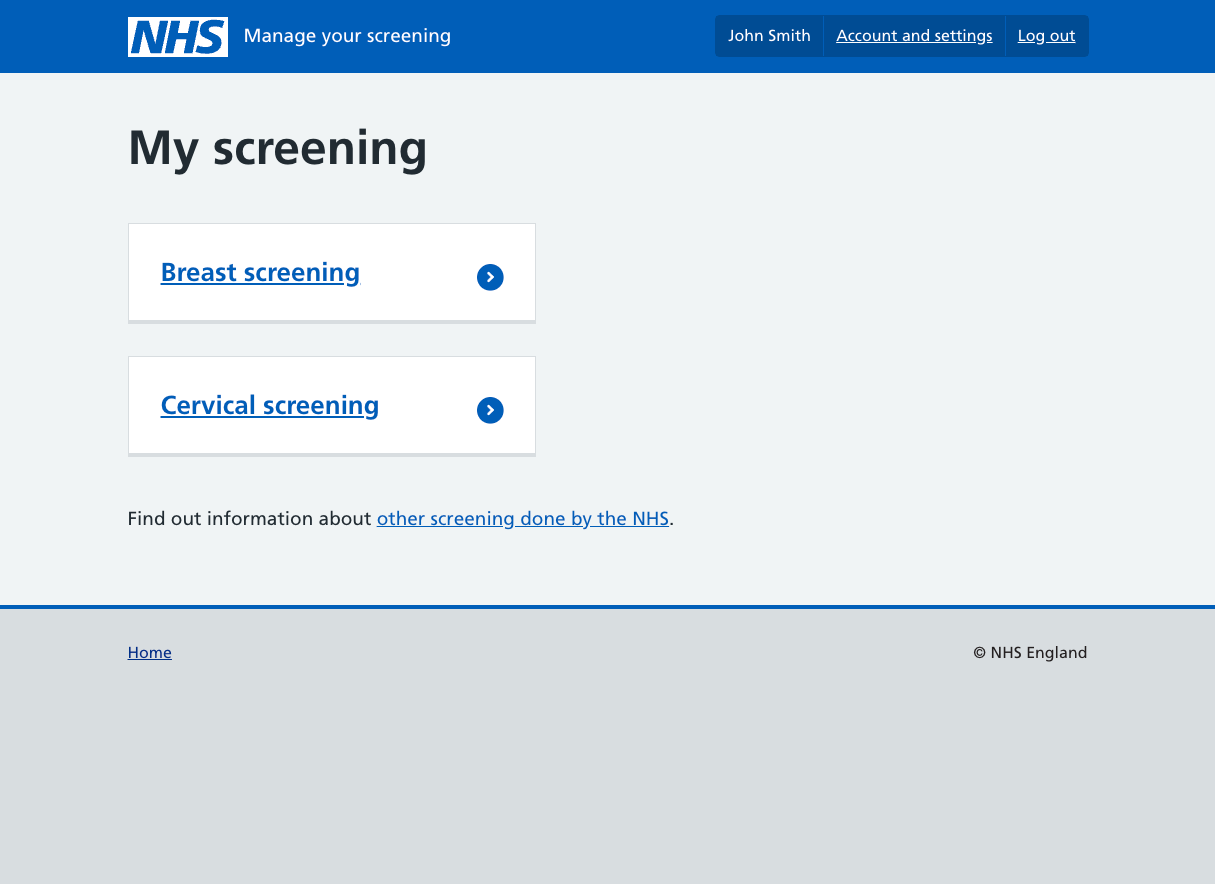 NHS Manage your screening
John Smith Account and settings Log out
My screening
Breast screening
Cervical screening
Find out information about other screening done by the NHS.
Home
© NHS England